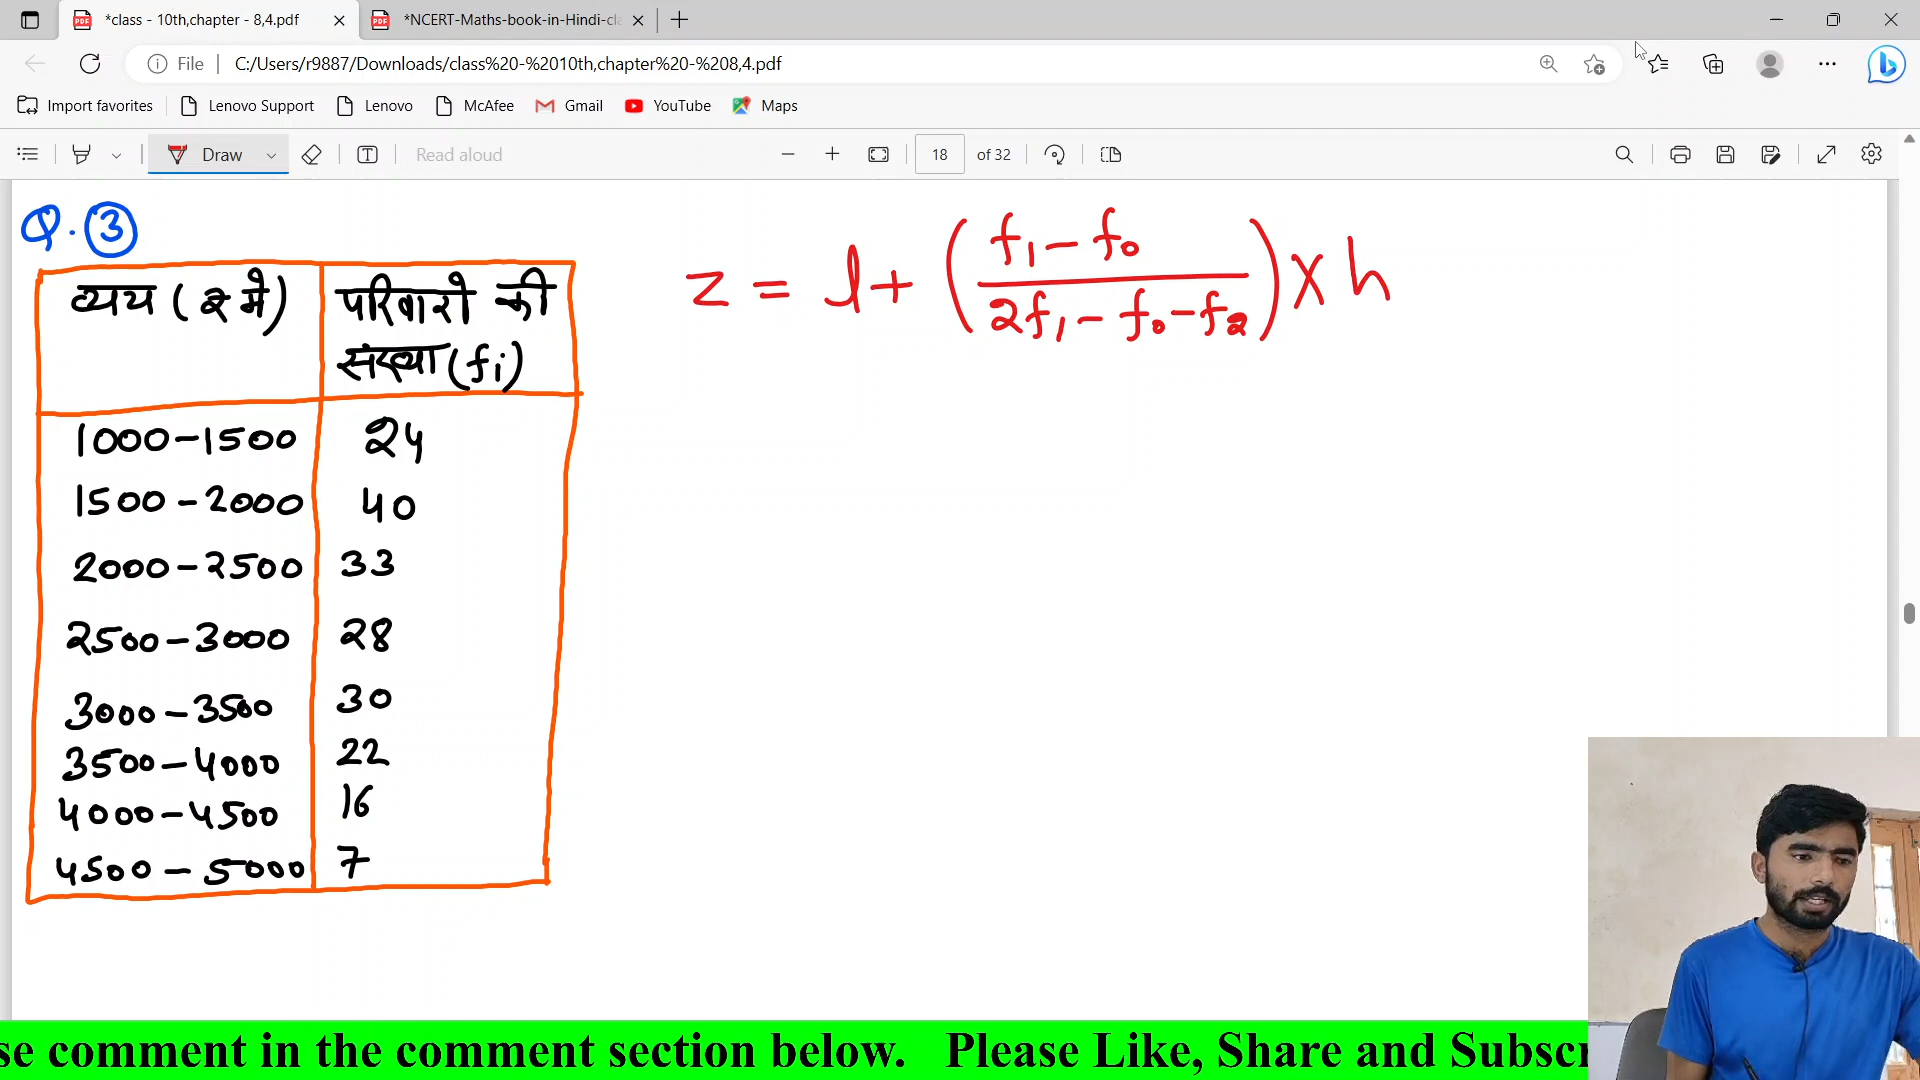 *class - 10th,chapter - 8,4.pdf
*NCERT-Maths-book-in-Hindi-cl
File
C:/Users/r9887/Downloads/class%20-%2010th,chapter%20-%208,4.pdf
Import favorites
Lenovo Support
Lenovo
McAfee
Gmail
YouTube
Maps
Draw
Read aloud
18 of 32
Q. 3
z = l + (f₁ - f₀ / 2f₁ - f₀ - f₂) × h
व्यय (₹ में) परिवारों की
संख्या (fi)
1000-1500 24
1500-2000 40
2000-2500 33
2500-3000 28
3000-3500 30
3500-4000 22
4000-4500 16
4500-5000 7
se comment in the comment section below. Please Like, Share and Subsc